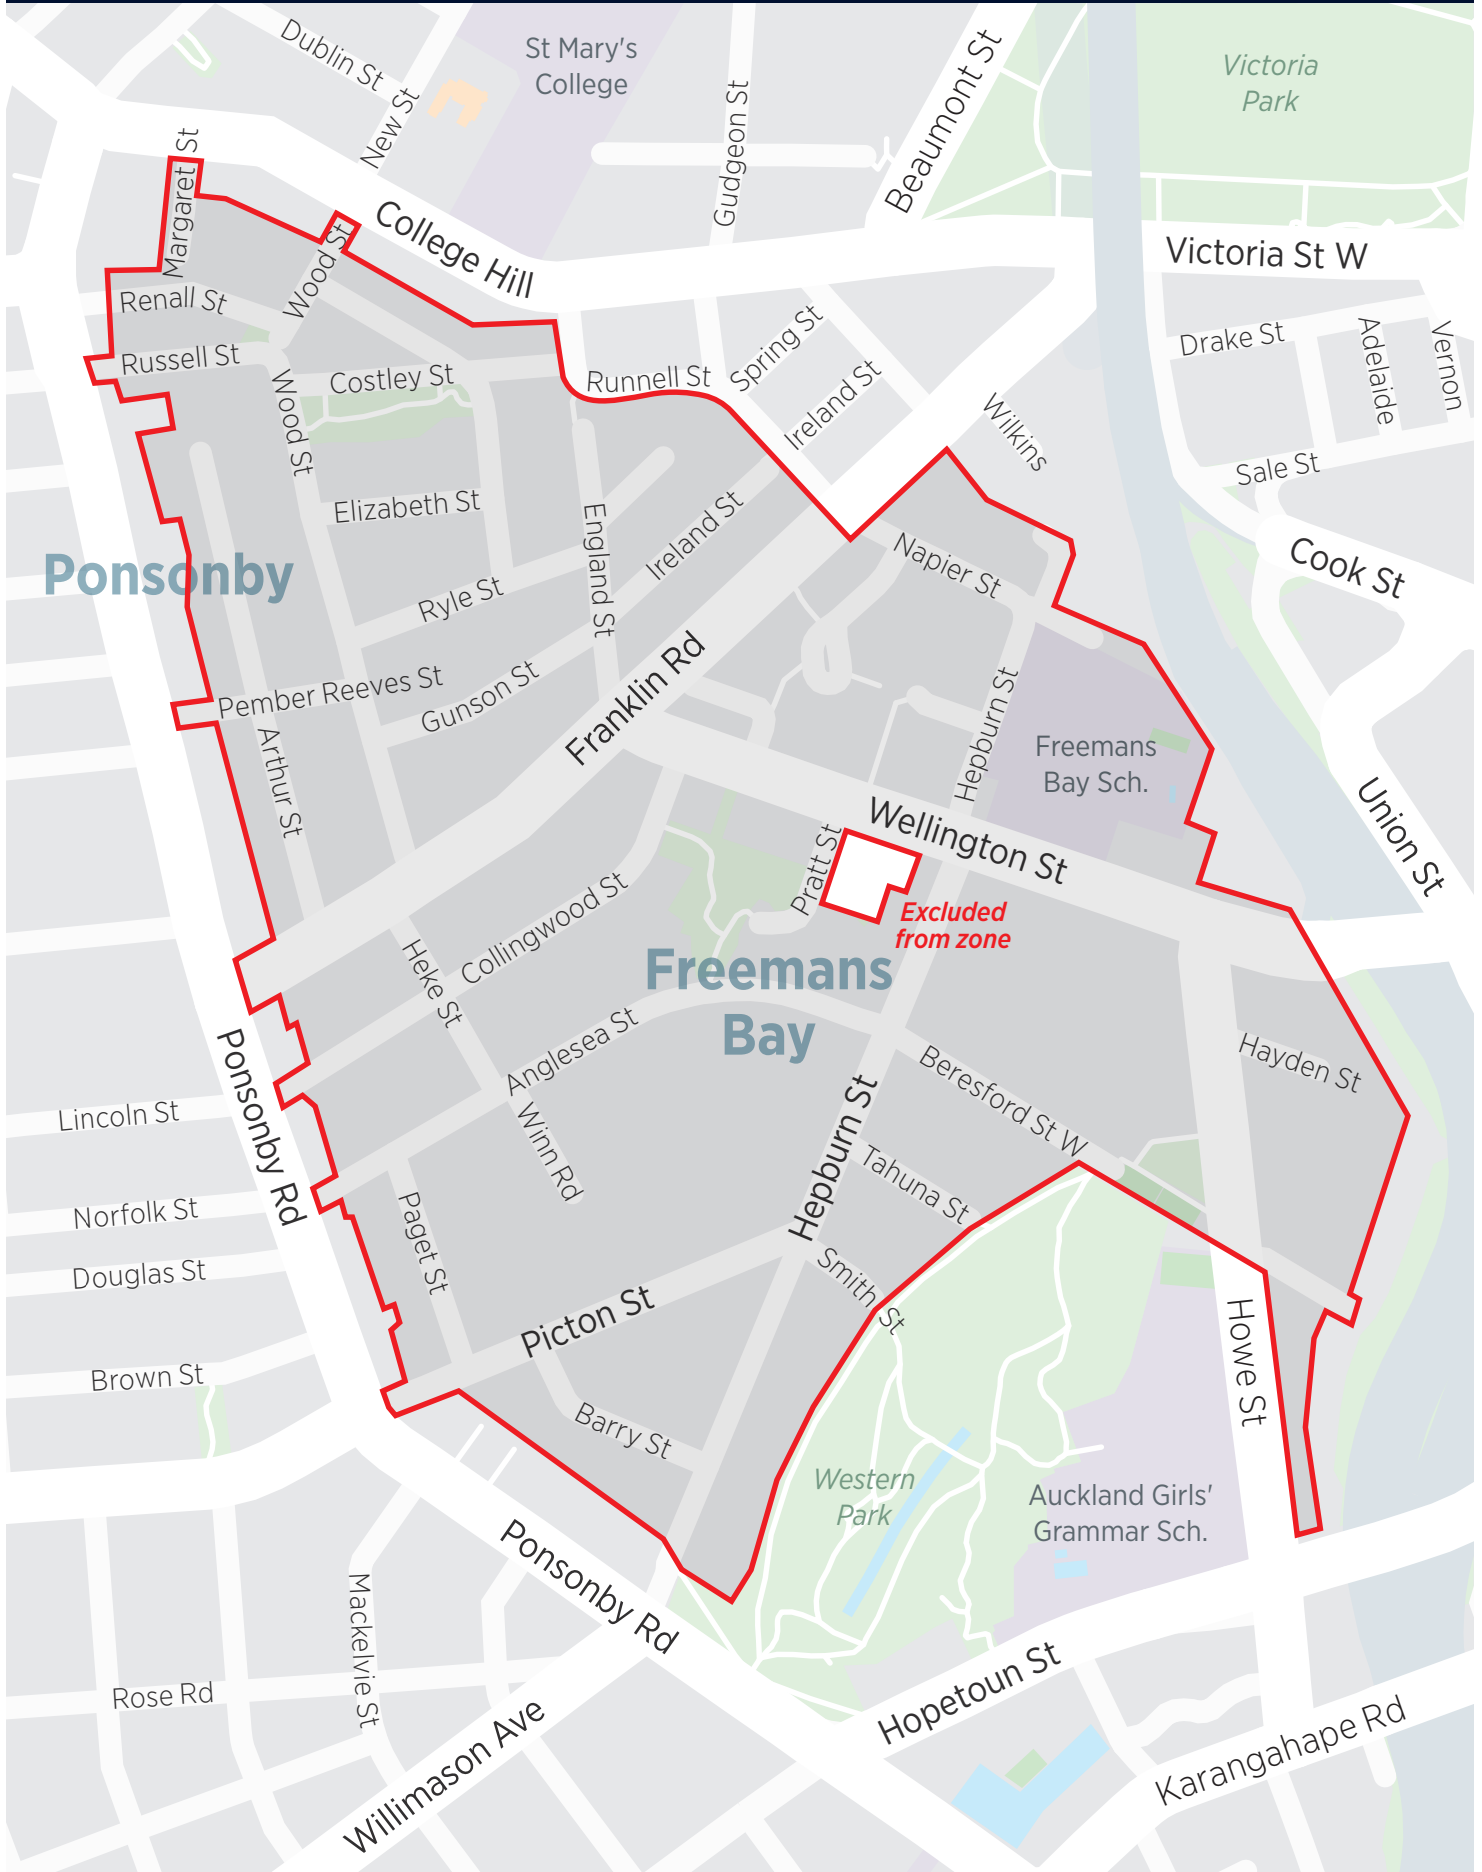 Dublin St
St Mary's
College
New St
Gudgeon St
Beaumont St
Victoria
Park
Margaret St
College Hill
Wood St
Victoria St W
Renall St
Russell St
Costley St
Runnell St
Spring St
Ireland St
Drake St
Adelaide
Vernon
Wilkins
Wood St
Sale St
Elizabeth St
England St
Ireland St
Napier St
Cook St
Ponsonby
Ryle St
Pember Reeves St
Gunson St
Franklin Rd
Hepburn St
Freemans
Bay Sch.
Arthur St
Union St
Wellington St
Pratt St
Excluded
from zone
Collingwood St
Heke St
Freemans
Bay
Anglesea St
Beresford St W
Hayden St
Ponsonby Rd
Lincoln St
Winn Rd
Hepburn St
Tahuna St
Norfolk St
Paget St
Douglas St
Smith St
Picton St
Howe St
Brown St
Barry St
Western
Park
Auckland Girls'
Grammar Sch.
Ponsonby Rd
Mackelvie St
Rose Rd
Hopetoun St
Willimason Ave
Karangahape Rd